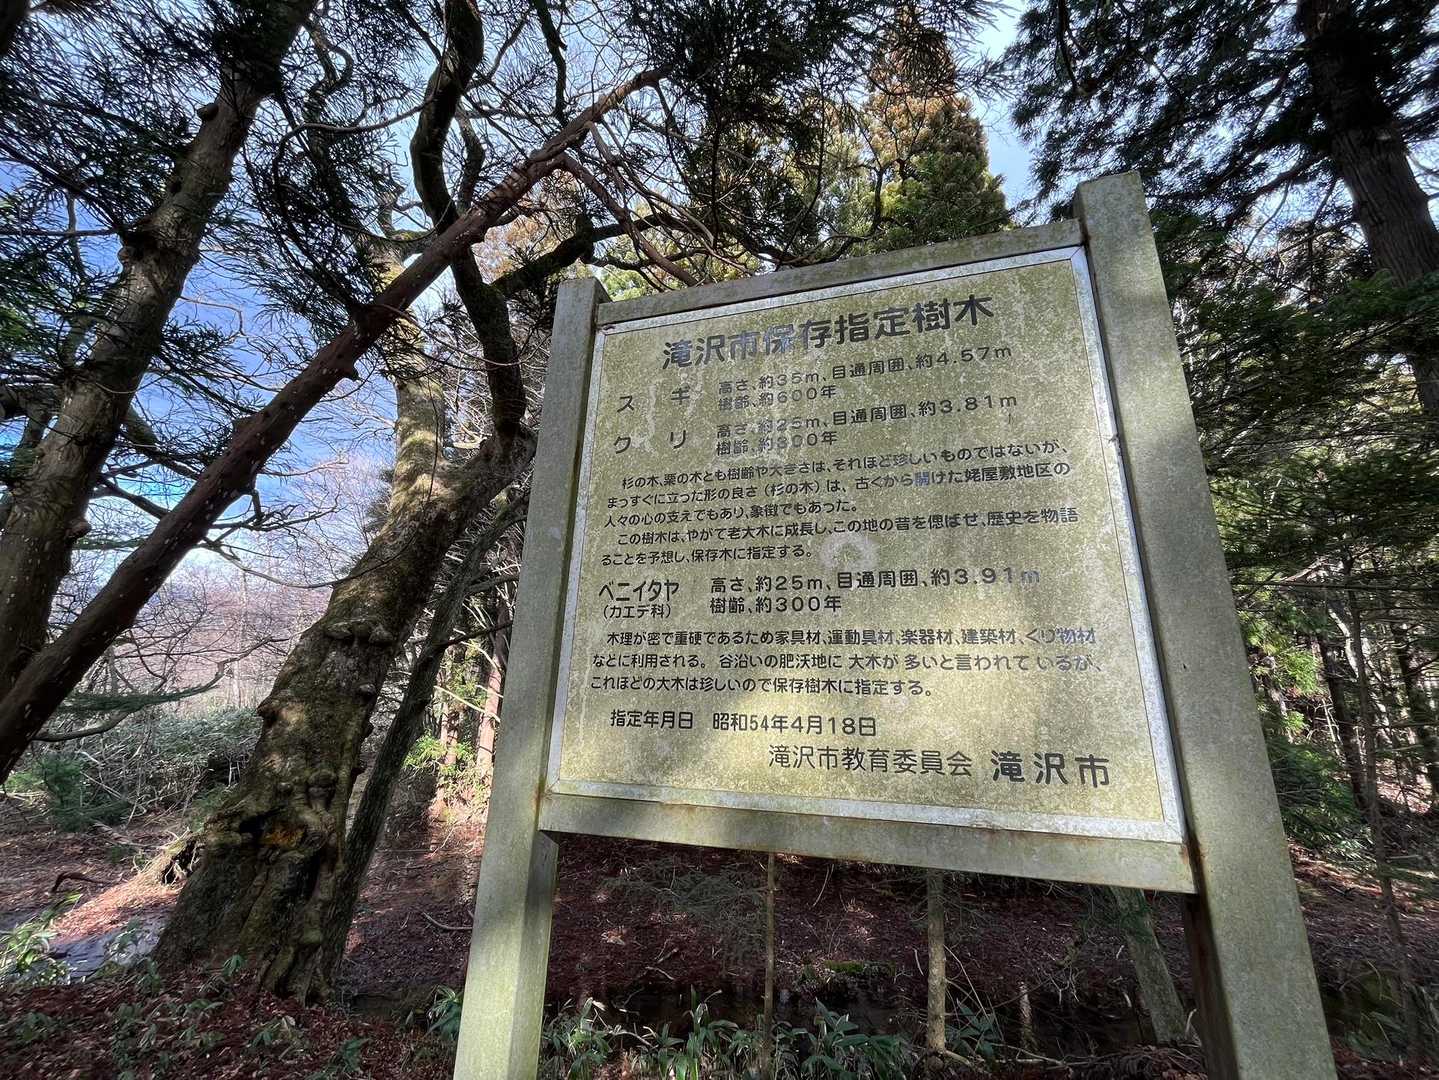 滝沢市保存指定樹木
スギ 高さ、約35m、目通周囲、約4.57m
樹齢、約600年
クリ 高さ、約25m、目通周囲、約3.81m
樹齢、約300年
杉の木、栗の木とも樹齢や大きさは、それほど珍しいものではないが、
まっすぐに立った形の良さ（杉の木）は、古くから開けた姥屋敷地区の
人々の心の支えでもあり、象徴でもあった。
この樹木は、やがて老大木に成長し、この地の昔を偲ばせ、歴史を物語
ることを予想し、保存木に指定する。
ベニイタヤ 高さ、約25m、目通周囲、約3.91m
（カエデ科） 樹齢、約300年
木理が密で重硬であるため家具材、運動具材、楽器材、建築材、くり物材
などに利用される。谷沿いの肥沃地に大木が多いと言われているが、
これほどの大木は珍しいので保存樹木に指定する。
指定年月日 昭和54年4月18日
滝沢市教育委員会 滝沢市